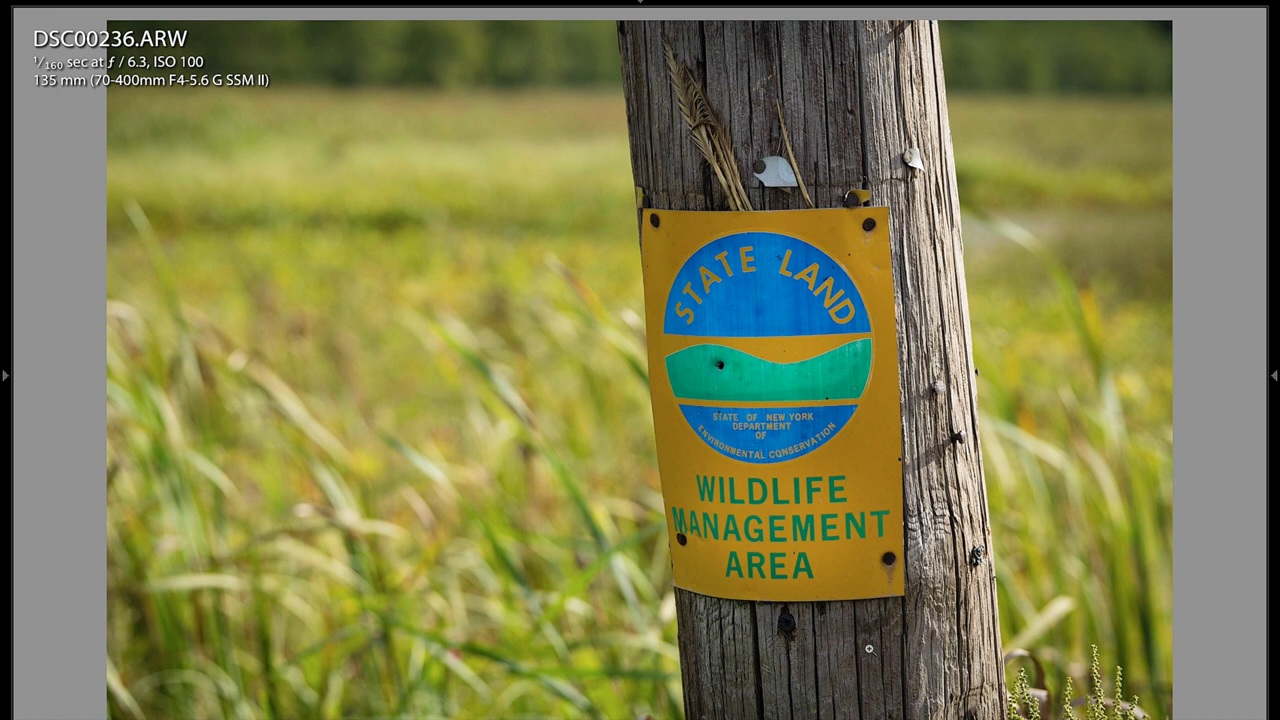 DSC00236.ARW
1/160 sec at ƒ / 6.3, ISO 100
135 mm (70-400mm F4-5.6 G SSM II)
STATE LAND
STATE OF NEW YORK
DEPARTMENT
OF
ENVIRONMENTAL CONSERVATION
WILDLIFE
MANAGEMENT
AREA